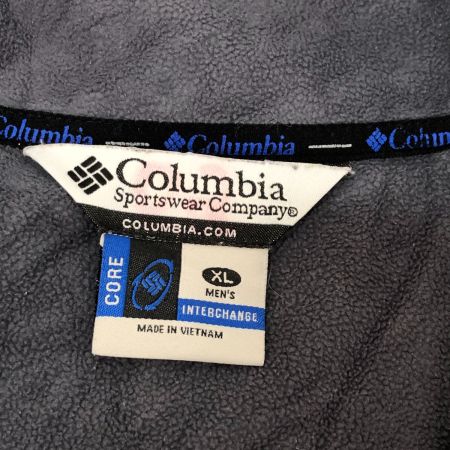 Columbia Columbia Columbia
Columbia
Sportswear Company®
COLUMBIA.COM
CORE
XL
MEN'S
INTERCHANGE
MADE IN VIETNAM